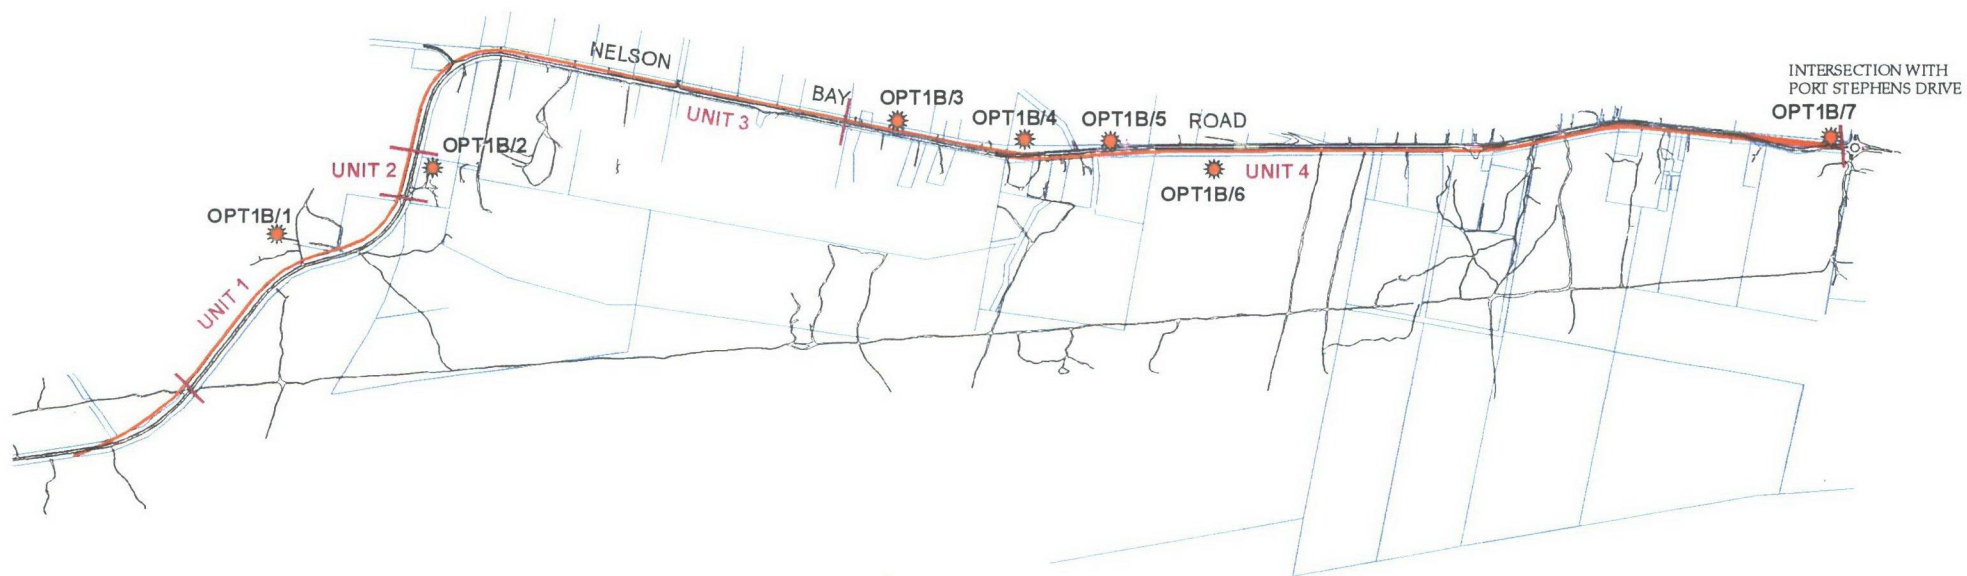 NELSON
BAY
ROAD
INTERSECTION WITH
PORT STEPHENS DRIVE
OPT1B/7
OPT1B/3
OPT1B/4
OPT1B/5
OPT1B/6
UNIT 3
UNIT 4
OPT1B/2
UNIT 2
OPT1B/1
UNIT 1